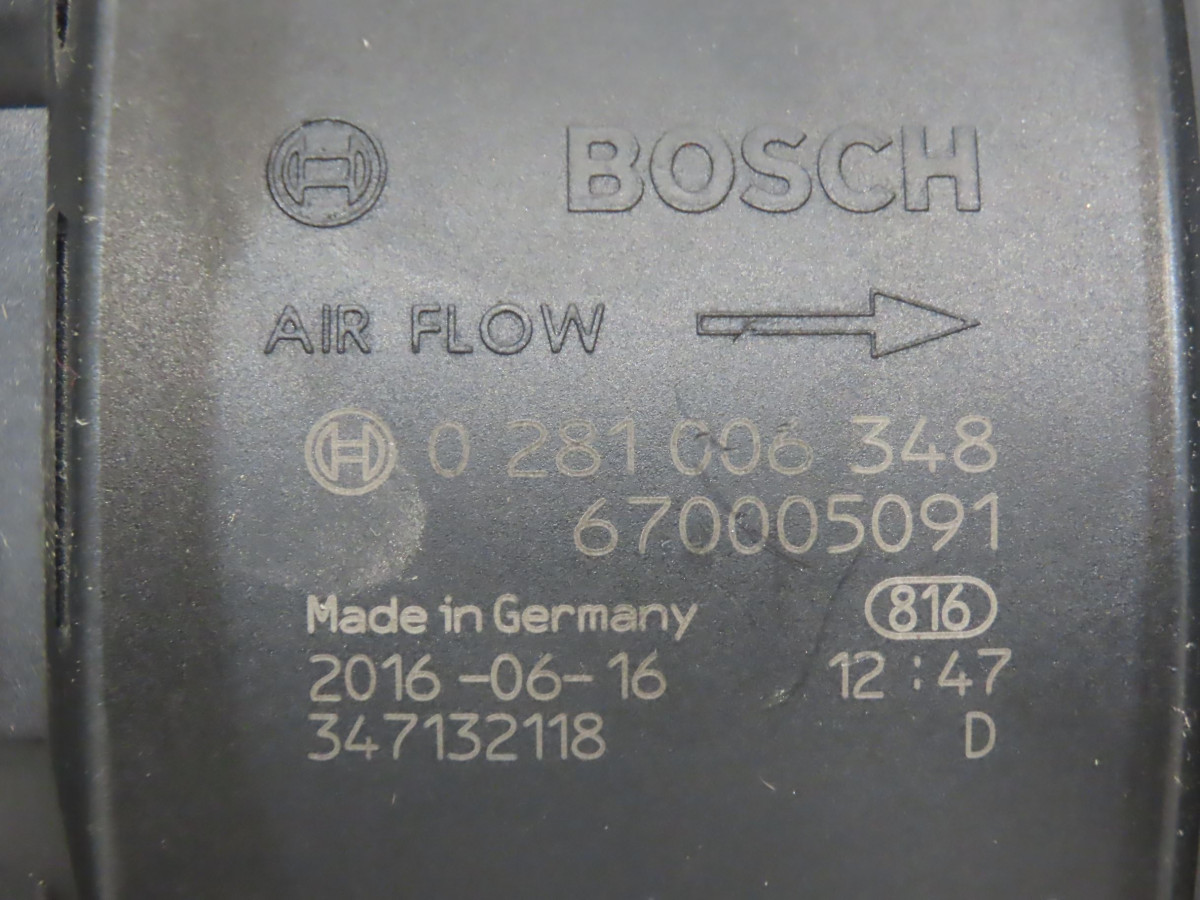 BOSCH
AIR FLOW
0 281 006 348
670005091
Made in Germany 816
2016-06-16 12:47
347132118 D